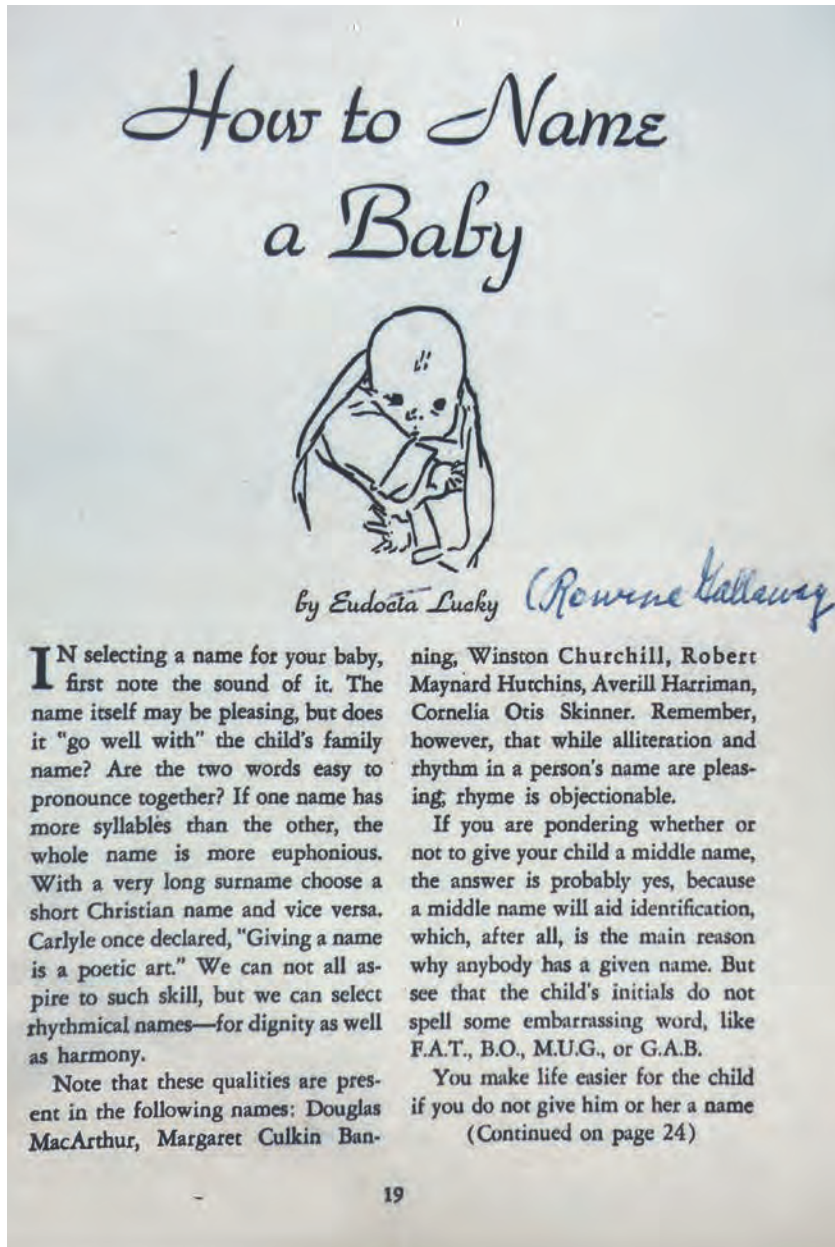 How to Name
a Baby
by Eudocia Lucky (Rowene Gallaway
IN selecting a name for your baby,
first note the sound of it. The
name itself may be pleasing, but does
it "go well with" the child's family
name? Are the two words easy to
pronounce together? If one name has
more syllables than the other, the
whole name is more euphonious.
With a very long surname choose a
short Christian name and vice versa.
Carlyle once declared, "Giving a name
is a poetic art." We can not all as-
pire to such skill, but we can select
rhythmical names—for dignity as well
as harmony.
Note that these qualities are pres-
ent in the following names: Douglas
MacArthur, Margaret Culkin Ban-
ning, Winston Churchill, Robert
Maynard Hutchins, Averill Harriman,
Cornelia Otis Skinner. Remember,
however, that while alliteration and
rhythm in a person's name are pleas-
ing, rhyme is objectionable.
If you are pondering whether or
not to give your child a middle name,
the answer is probably yes, because
a middle name will aid identification,
which, after all, is the main reason
why anybody has a given name. But
see that the child's initials do not
spell some embarrassing word, like
F.A.T., B.O., M.U.G., or G.A.B.
You make life easier for the child
if you do not give him or her a name
(Continued on page 24)
19